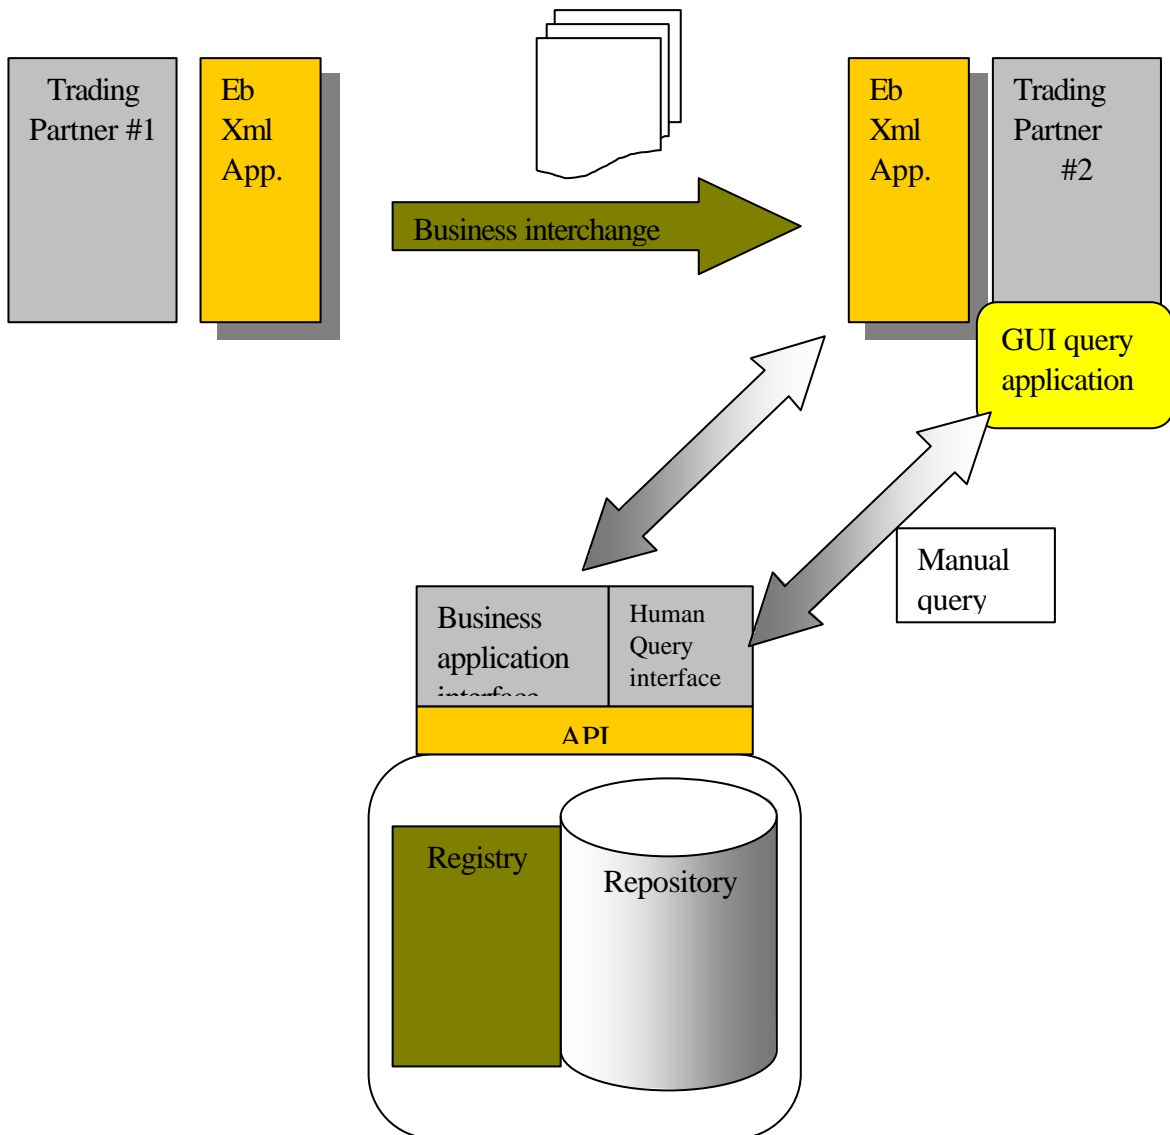 Trading
Partner #1
Eb
Xml
App.
Business interchange
Eb
Xml
App.
Trading
Partner
#2
GUI query
application
Manual
query
Business
application
interface
Human
Query
interface
API
Registry
Repository